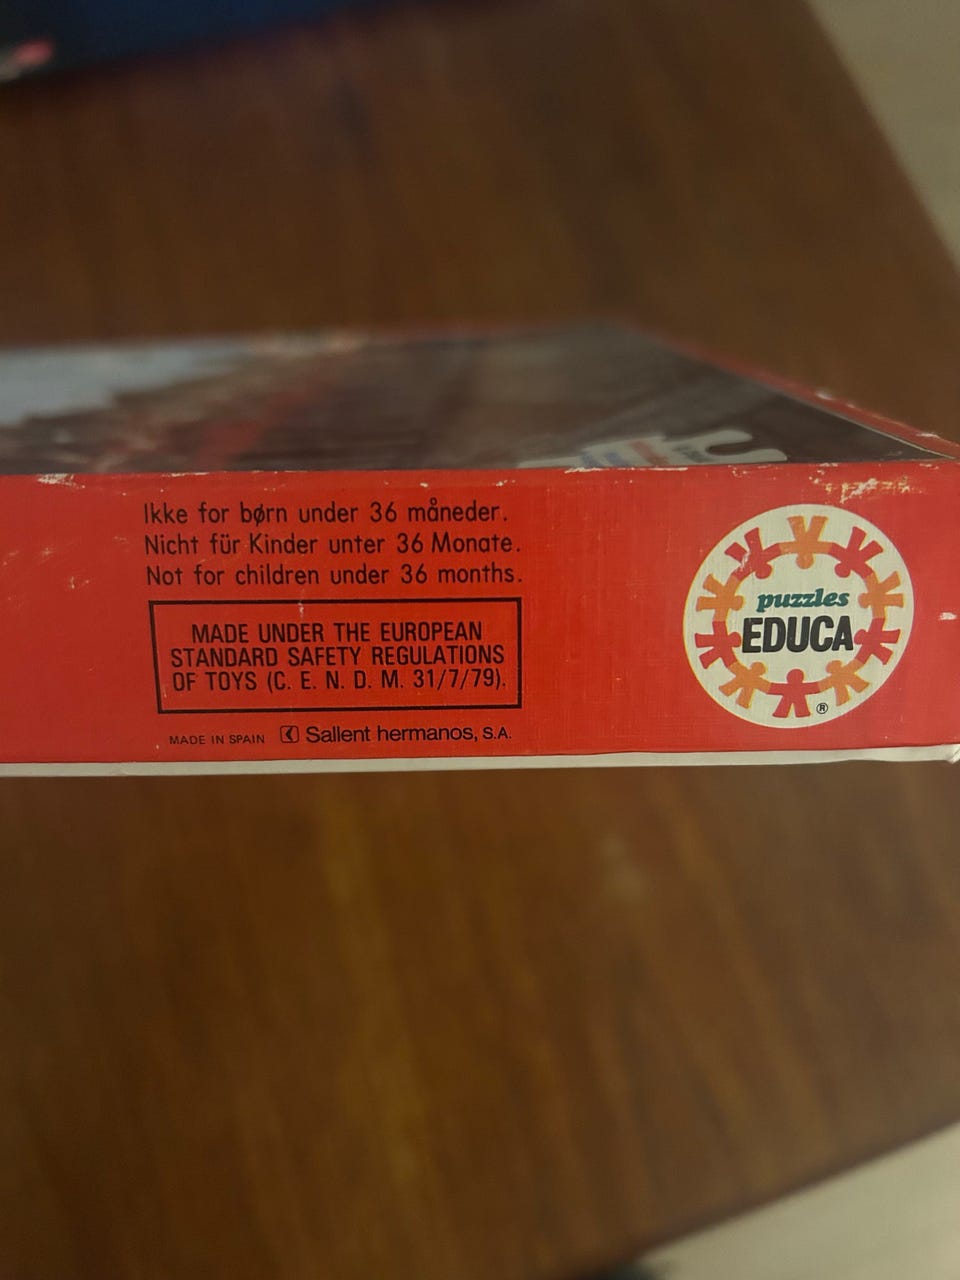 Ikke for børn under 36 måneder.
Nicht für Kinder unter 36 Monate.
Not for children under 36 months.
MADE UNDER THE EUROPEAN
STANDARD SAFETY REGULATIONS
OF TOYS (C. E. N. D. M. 31/7/79).
MADE IN SPAIN Sallent hermanos, S.A.
puzzles
EDUCA
®